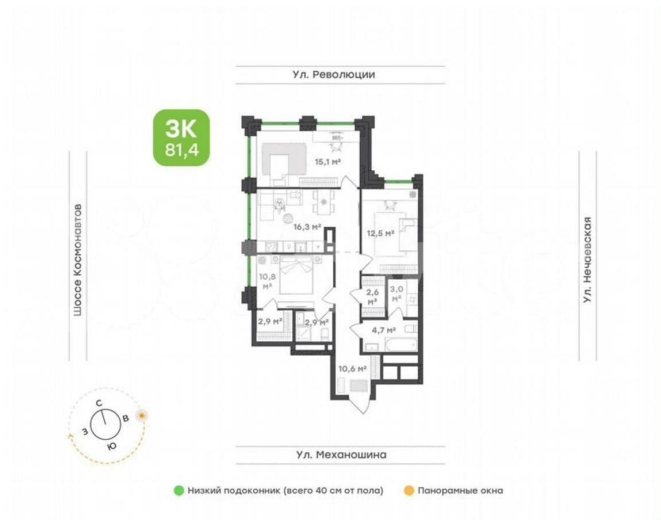 Ул. Революции
3К
81,4
15,1 м²
Шоссе Космонавтов
16,3 м²
12,5 м²
Ул. Нечаевская
10,8
м²
2,6
м²
3,0
м²
2,9 м²
2,9 м²
4,7 м²
10,6 м²
С
В
З
Ю
Ул. Механошина
Низкий подоконник (всего 40 см от пола)
Панорамные окна